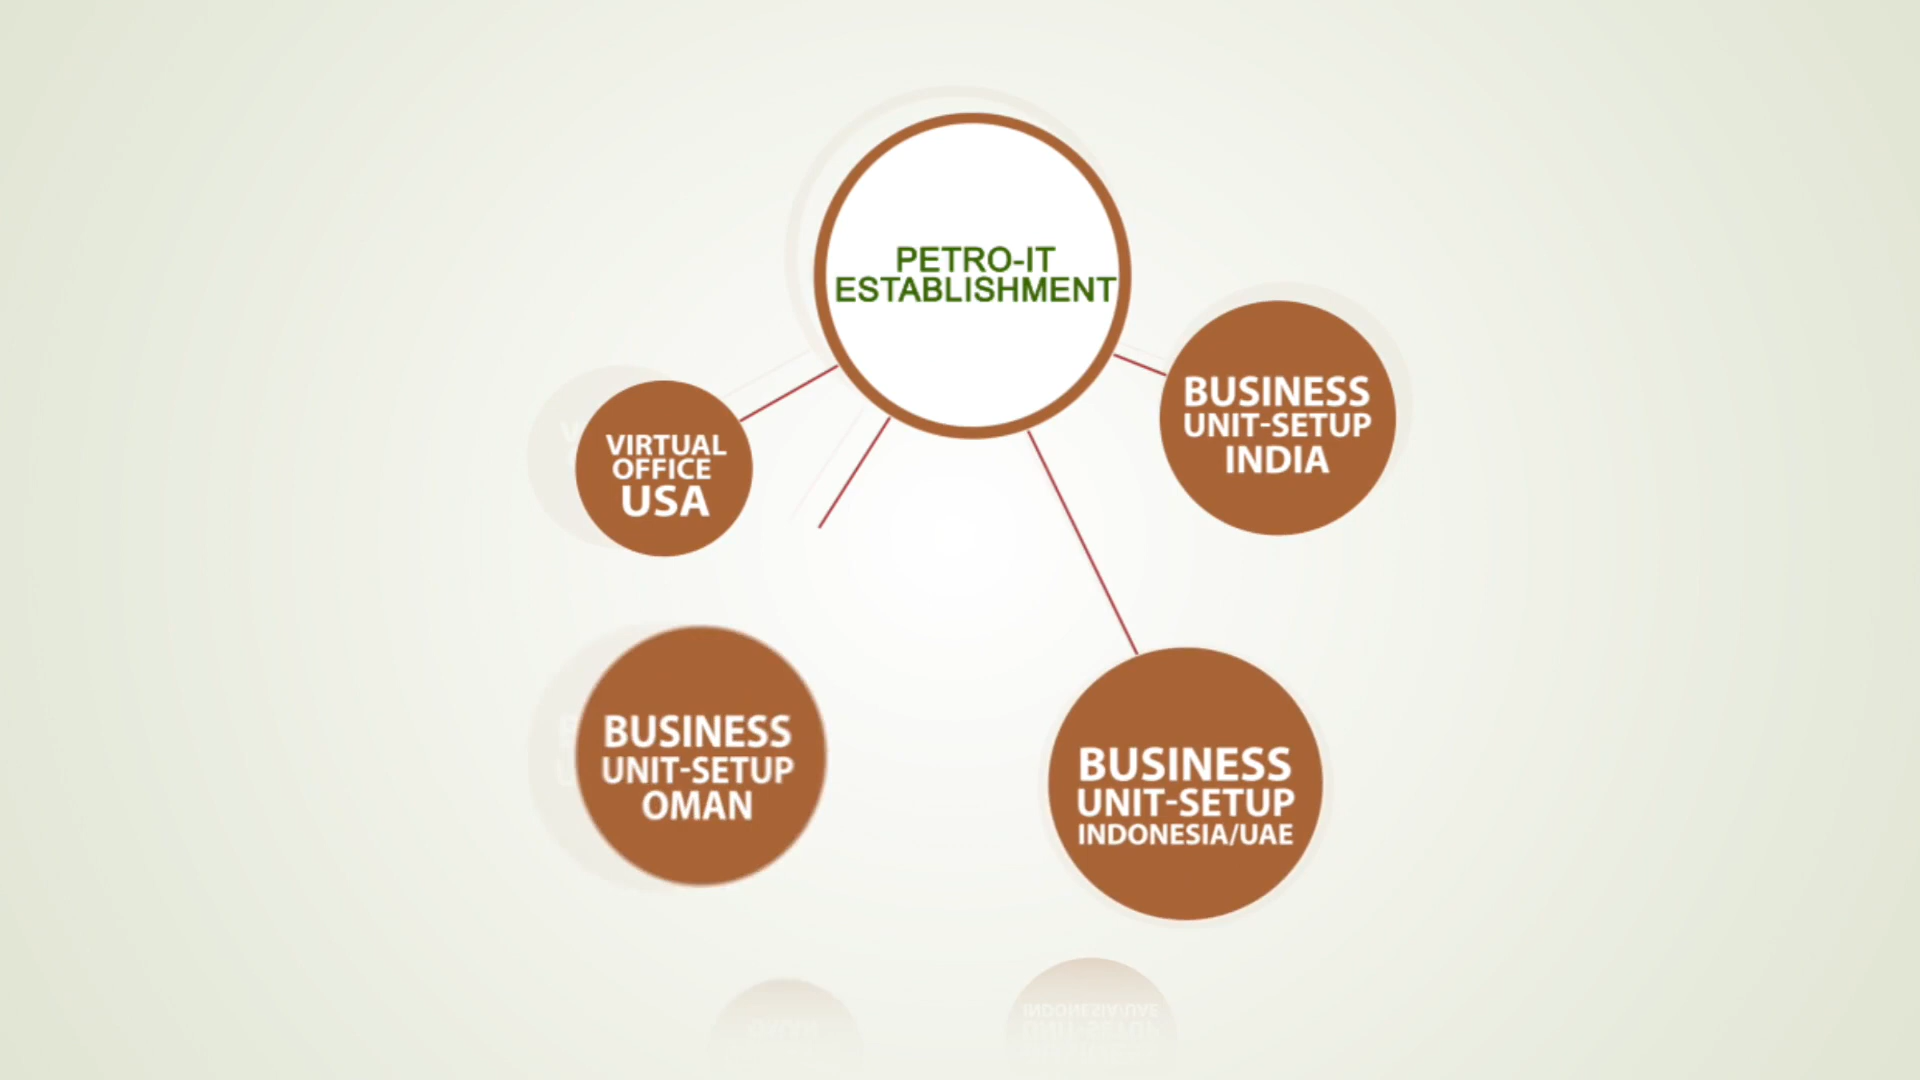 PETRO-IT
ESTABLISHMENT
BUSINESS
UNIT-SETUP
INDIA
VIRTUAL
OFFICE
USA
BUSINESS
UNIT-SETUP
OMAN
BUSINESS
UNIT-SETUP
INDONESIA/UAE